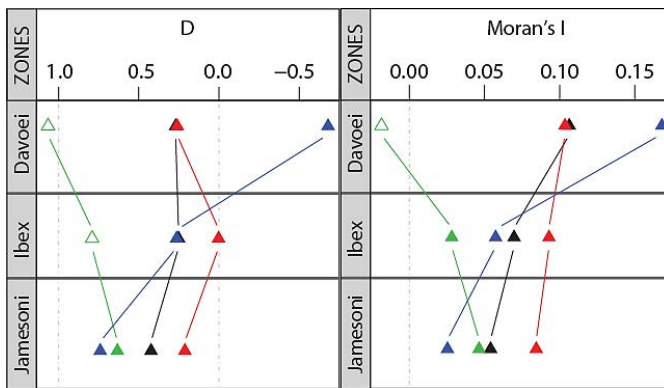 ZONES
D
1.0 0.5 0.0 −0.5
Davoei
Ibex
Jamesoni
ZONES
Moran's I
0.00 0.05 0.10 0.15
Davoei
Ibex
Jamesoni